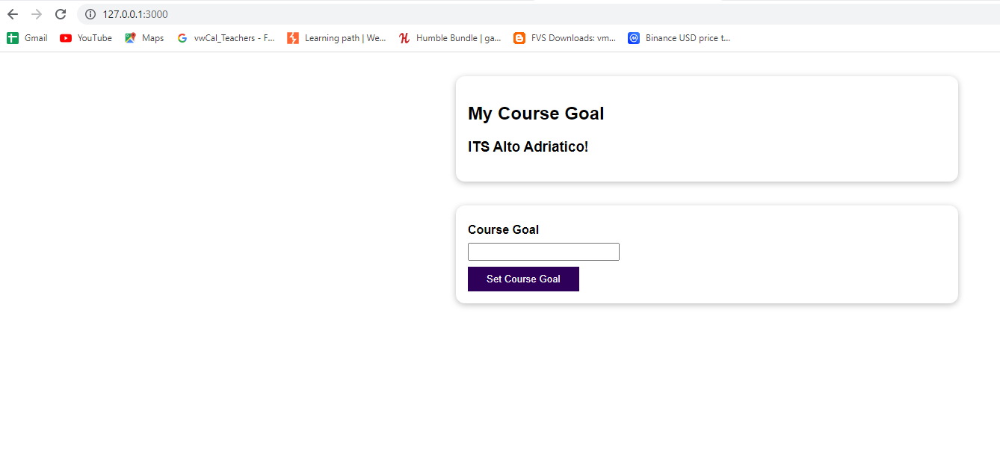 127.0.0.1:3000
Gmail YouTube Maps vwCal_Teachers - F... Learning path | We... Humble Bundle | ga... FVS Downloads: vm... Binance USD price t...
My Course Goal
ITS Alto Adriatico!
Course Goal
Set Course Goal